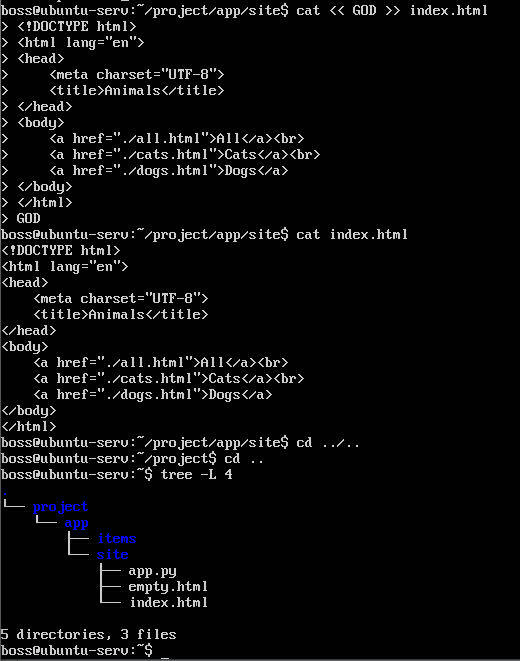 boss@ubuntu-serv:~/project/app/site$ cat << GOD >> index.html
> <!DOCTYPE html>
> <html lang="en">
> <head>
>     <meta charset="UTF-8">
>     <title>Animals</title>
> </head>
> <body>
>     <a href="./all.html">All</a><br>
>     <a href="./cats.html">Cats</a><br>
>     <a href="./dogs.html">Dogs</a>
> </body>
> </html>
> GOD
boss@ubuntu-serv:~/project/app/site$ cat index.html
<!DOCTYPE html>
<html lang="en">
<head>
    <meta charset="UTF-8">
    <title>Animals</title>
</head>
<body>
    <a href="./all.html">All</a><br>
    <a href="./cats.html">Cats</a><br>
    <a href="./dogs.html">Dogs</a>
</body>
</html>
boss@ubuntu-serv:~/project/app/site$ cd ../..
boss@ubuntu-serv:~/project$ cd ..
boss@ubuntu-serv:~$ tree -L 4
.
└── project
    └── app
        ├── items
        └── site
            ├── app.py
            ├── empty.html
            └── index.html
5 directories, 3 files
boss@ubuntu-serv:~$ _